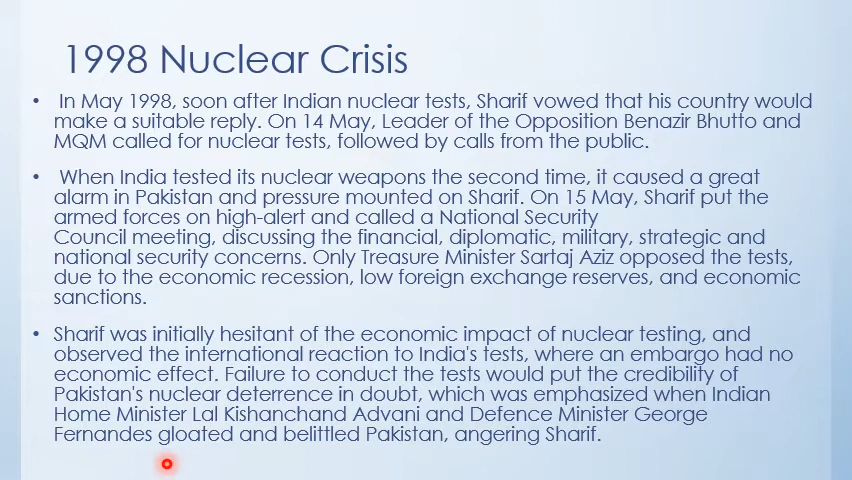 1998 Nuclear Crisis
• In May 1998, soon after Indian nuclear tests, Sharif vowed that his country would
make a suitable reply. On 14 May, Leader of the Opposition Benazir Bhutto and
MQM called for nuclear tests, followed by calls from the public.
• When India tested its nuclear weapons the second time, it caused a great
alarm in Pakistan and pressure mounted on Sharif. On 15 May, Sharif put the
armed forces on high-alert and called a National Security
Council meeting, discussing the financial, diplomatic, military, strategic and
national security concerns. Only Treasure Minister Sartaj Aziz opposed the tests,
due to the economic recession, low foreign exchange reserves, and economic
sanctions.
• Sharif was initially hesitant of the economic impact of nuclear testing, and
observed the international reaction to India's tests, where an embargo had no
economic effect. Failure to conduct the tests would put the credibility of
Pakistan's nuclear deterrence in doubt, which was emphasized when Indian
Home Minister Lal Kishanchand Advani and Defence Minister George
Fernandes gloated and belittled Pakistan, angering Sharif.